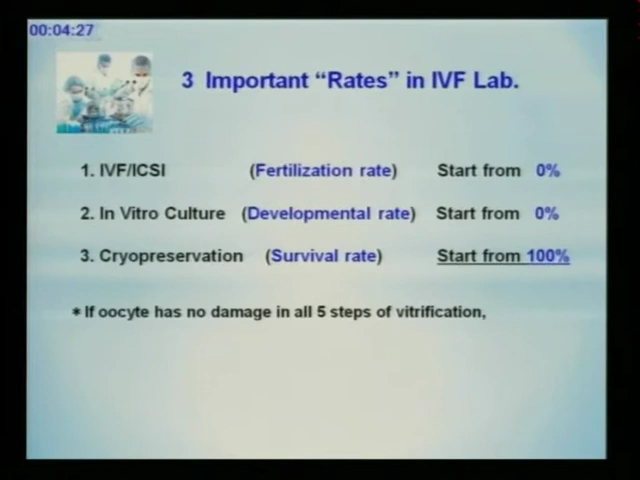 00:04:27
3 Important “Rates” in IVF Lab.
1. IVF/ICSI (Fertilization rate) Start from 0%
2. In Vitro Culture (Developmental rate) Start from 0%
3. Cryopreservation (Survival rate) Start from 100%
* If oocyte has no damage in all 5 steps of vitrification,